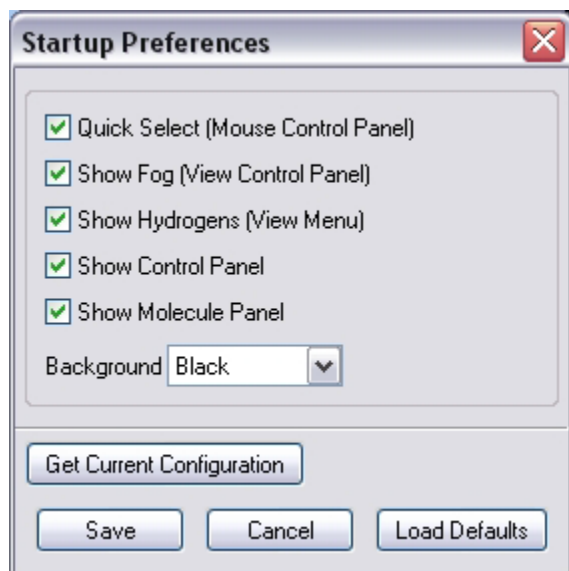 Startup Preferences
Quick Select (Mouse Control Panel)
Show Fog (View Control Panel)
Show Hydrogens (View Menu)
Show Control Panel
Show Molecule Panel
Background Black
Get Current Configuration
Save Cancel Load Defaults